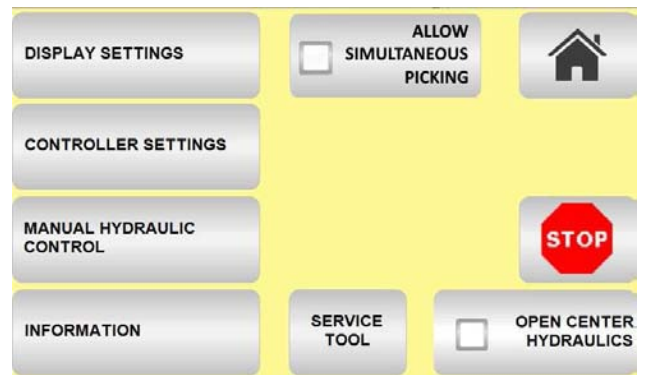 DISPLAY SETTINGS
ALLOW
SIMULTANEOUS
PICKING
CONTROLLER SETTINGS
MANUAL HYDRAULIC
CONTROL
STOP
INFORMATION
SERVICE
TOOL
OPEN CENTER
HYDRAULICS